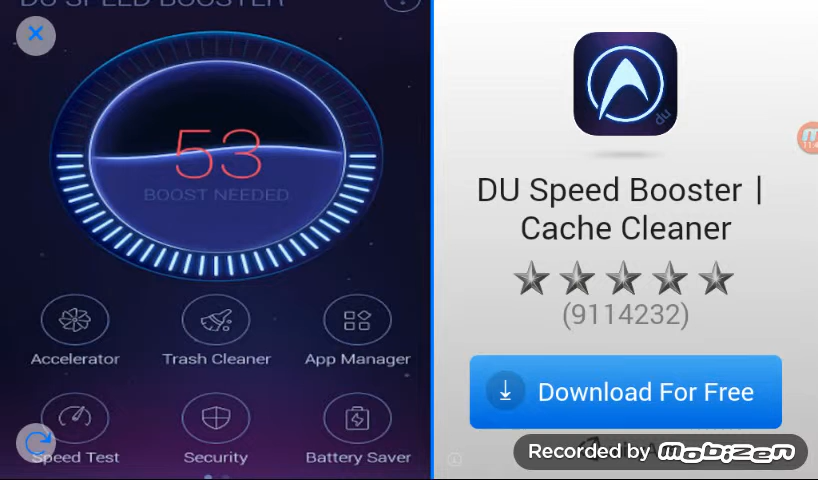 DU SPEED BOOSTER
53
BOOST NEEDED
Accelerator
Trash Cleaner
App Manager
Speed Test
Security
Battery Saver
du
DU Speed Booster |
Cache Cleaner
(9114232)
Download For Free
Recorded by Mobizen